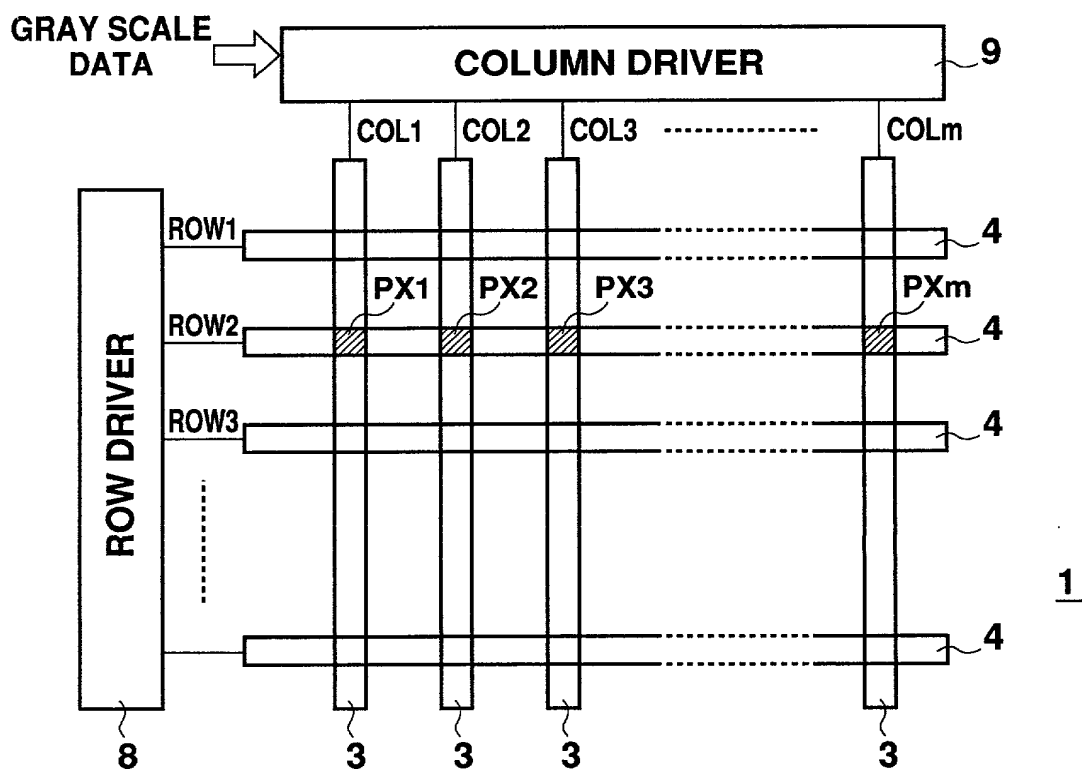 GRAY SCALE
DATA
COLUMN DRIVER
9
COL1
COL2
COL3
COLm
ROW1
4
PX1
PX2
PX3
PXm
ROW2
4
ROW3
4
ROW DRIVER
1
4
8
3
3
3
3